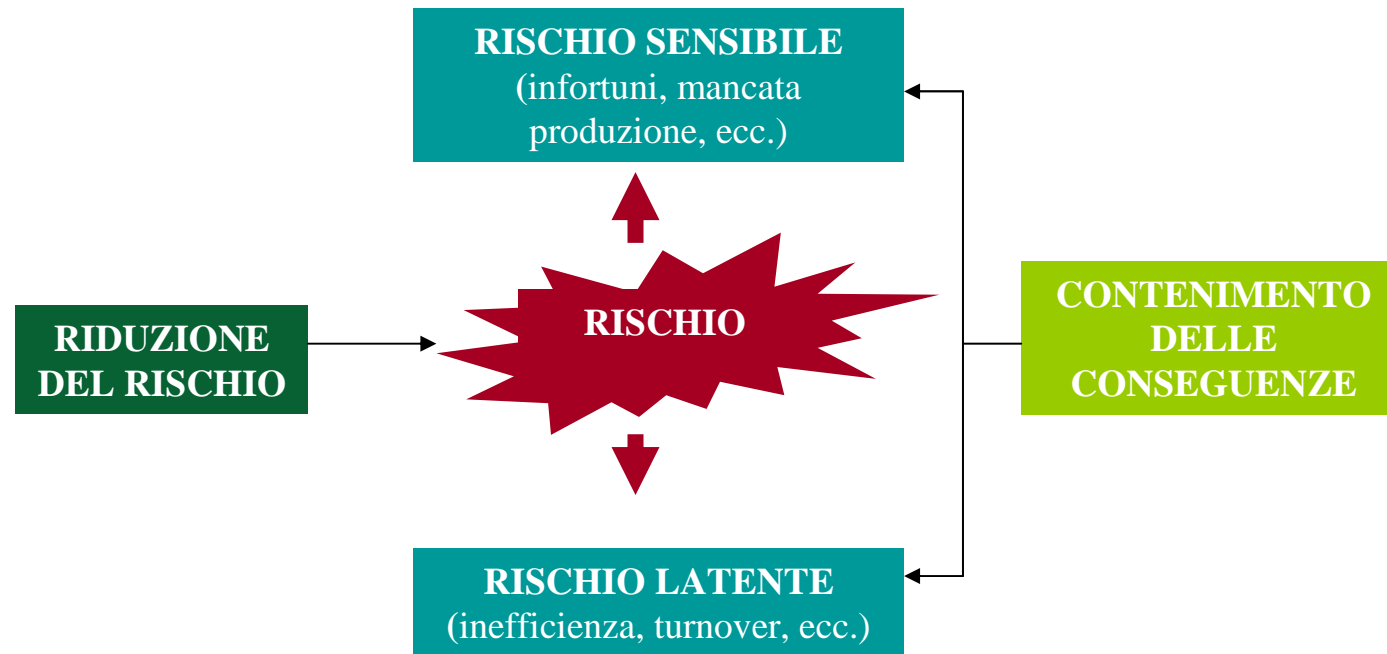 RISCHIO SENSIBILE
(infortuni, mancata
produzione, ecc.)
RIDUZIONE
DEL RISCHIO
RISCHIO
CONTENIMENTO
DELLE
CONSEGUENZE
RISCHIO LATENTE
(inefficienza, turnover, ecc.)